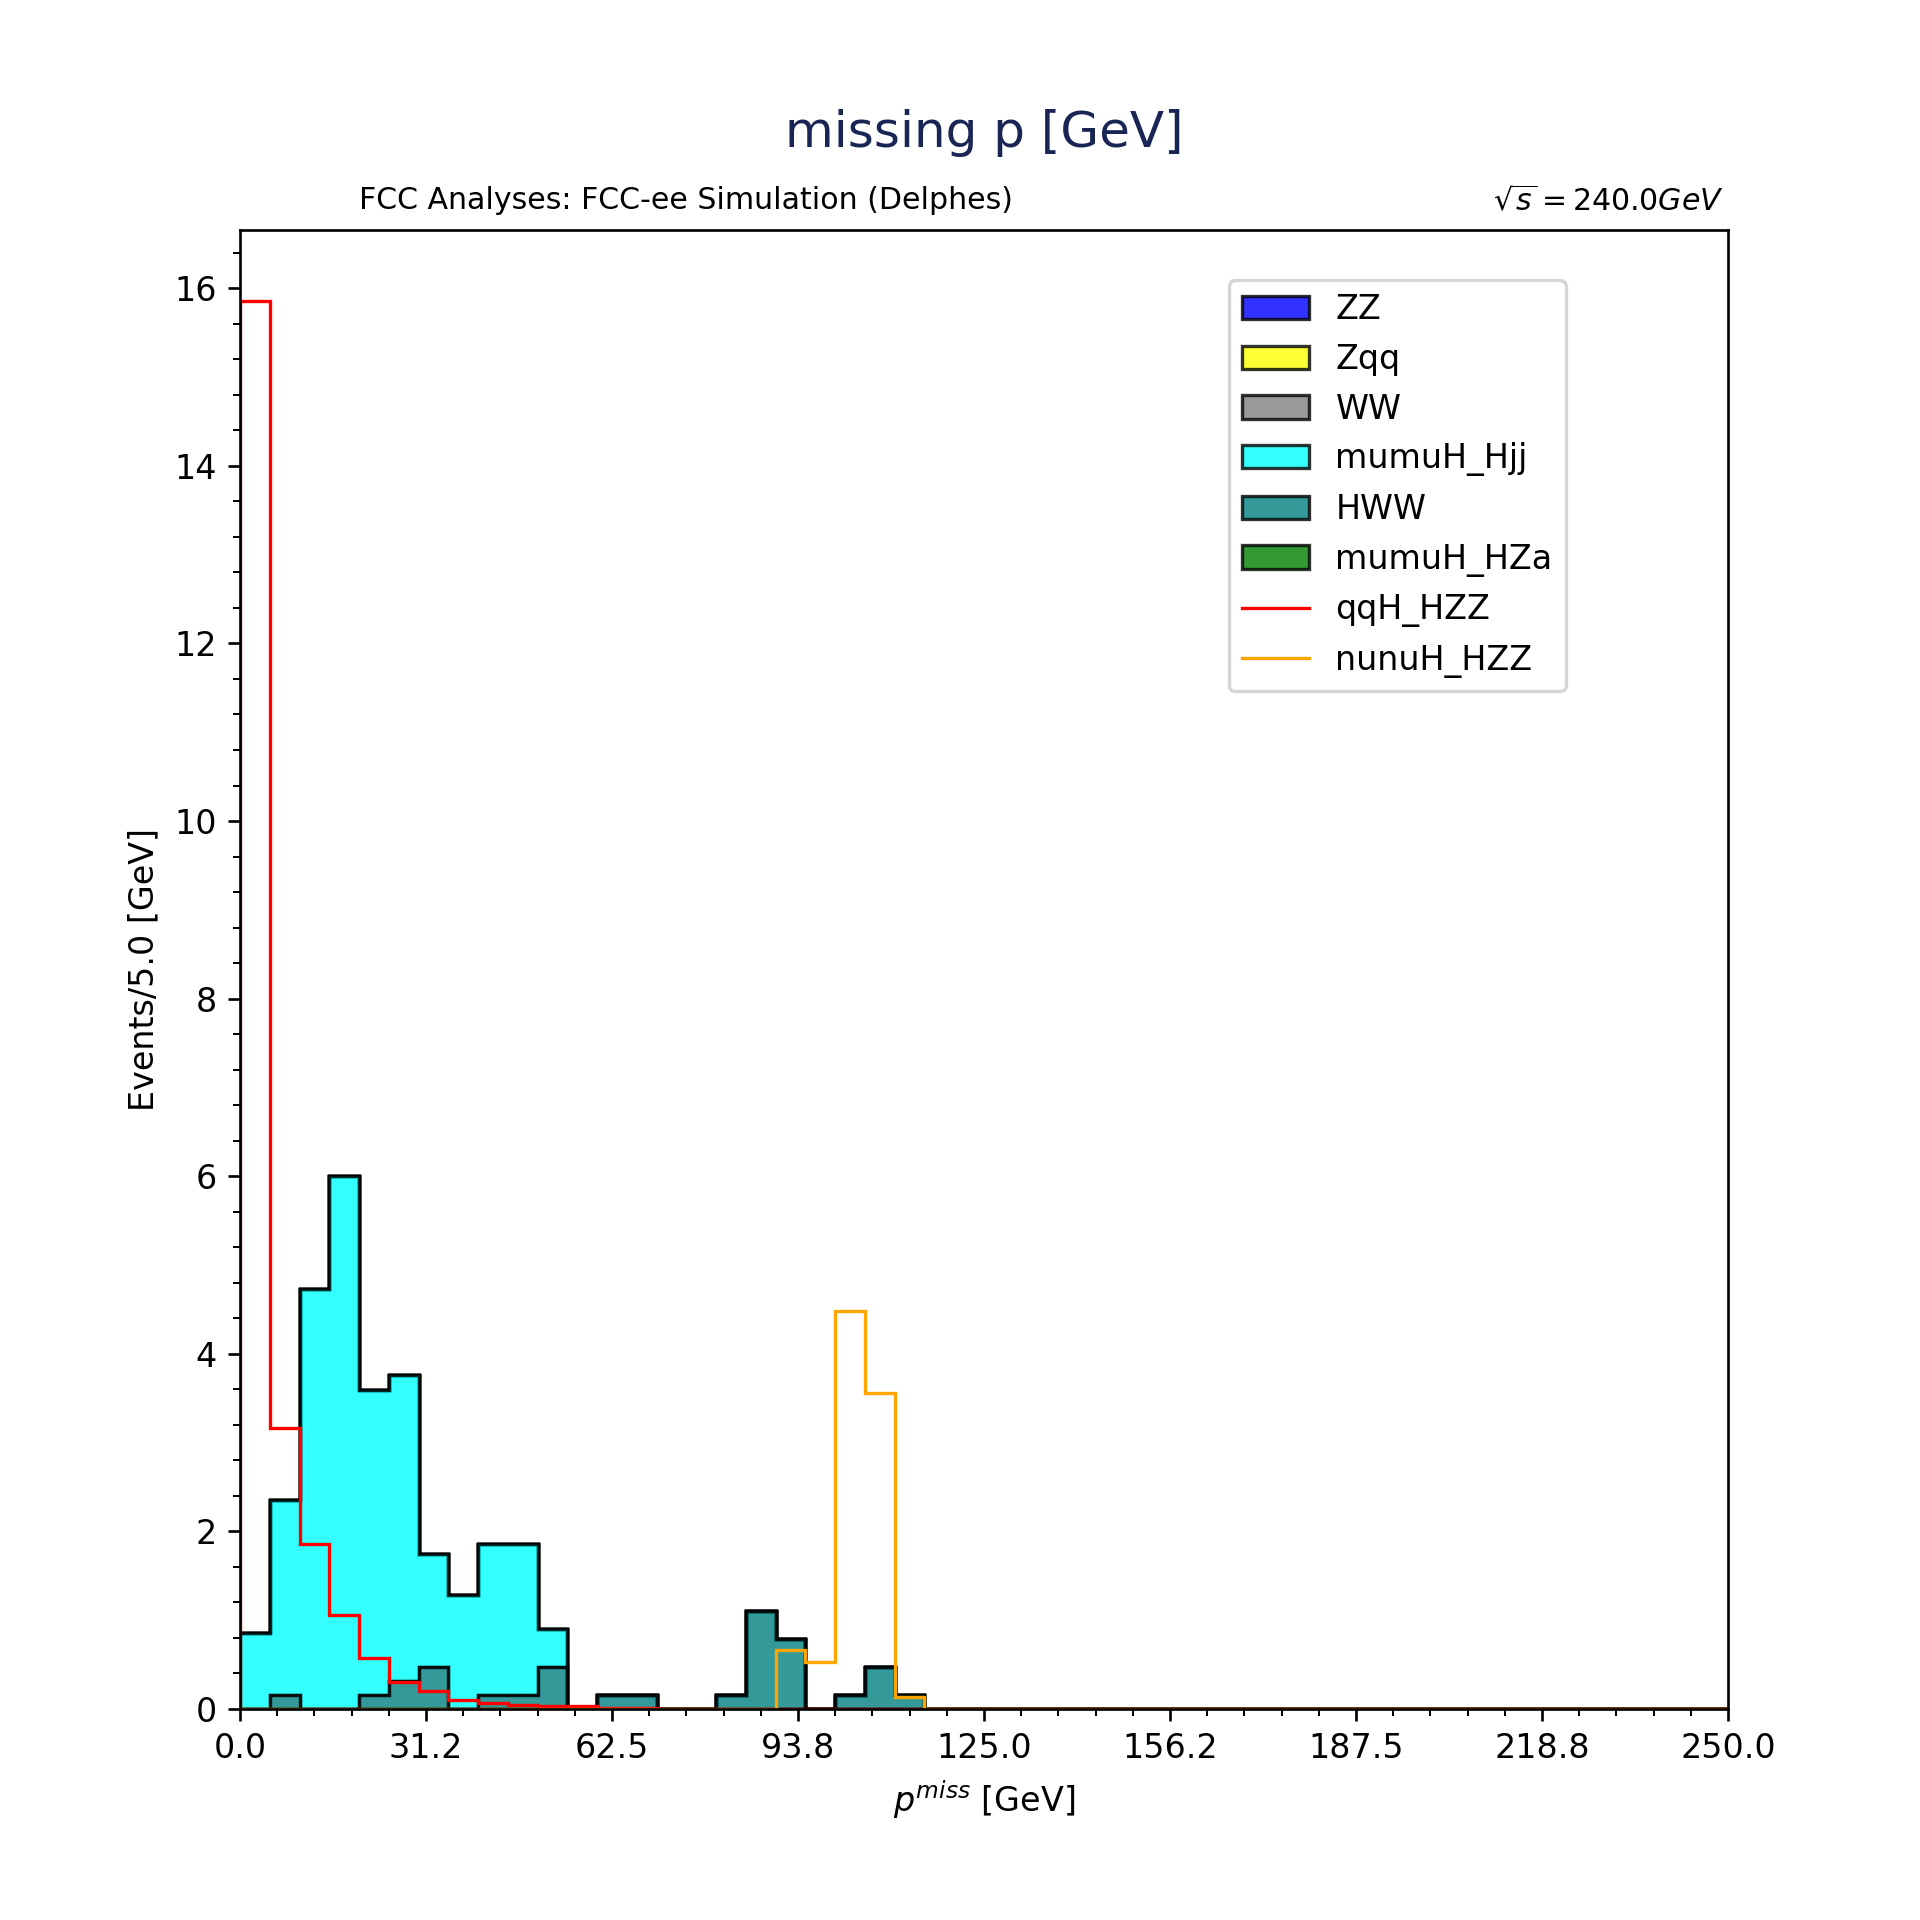 missing p [GeV]
FCC Analyses: FCC-ee Simulation (Delphes)
√s = 240.0GeV
16
14
12
10
8
6
4
2
0
Events/5.0 [GeV]
ZZ
Zqq
WW
mumuH_Hjj
HWW
mumuH_HZa
qqH_HZZ
nunuH_HZZ
0.0 31.2 62.5 93.8 125.0 156.2 187.5 218.8 250.0
p^miss [GeV]